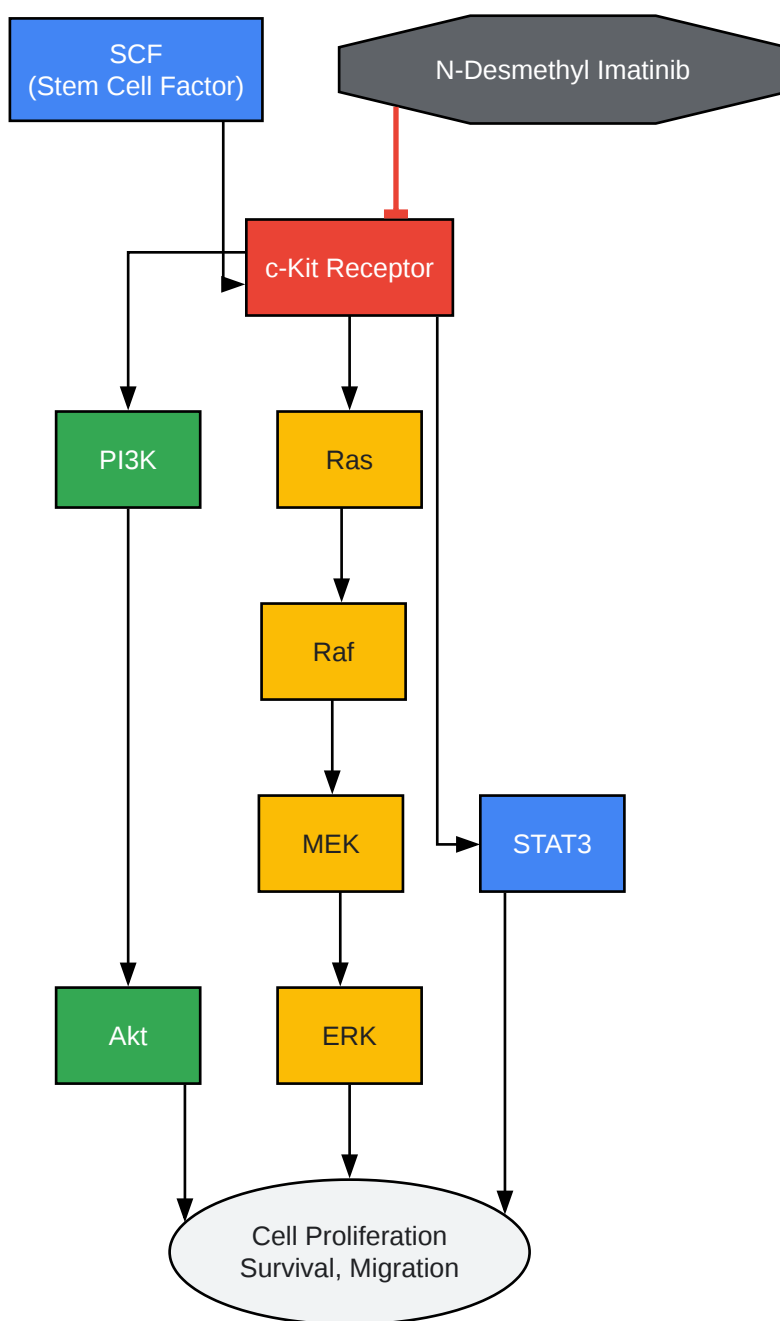 SCF
(Stem Cell Factor)
N-Desmethyl Imatinib
c-Kit Receptor
PI3K
Ras
Raf
MEK
STAT3
Akt
ERK
Cell Proliferation
Survival, Migration